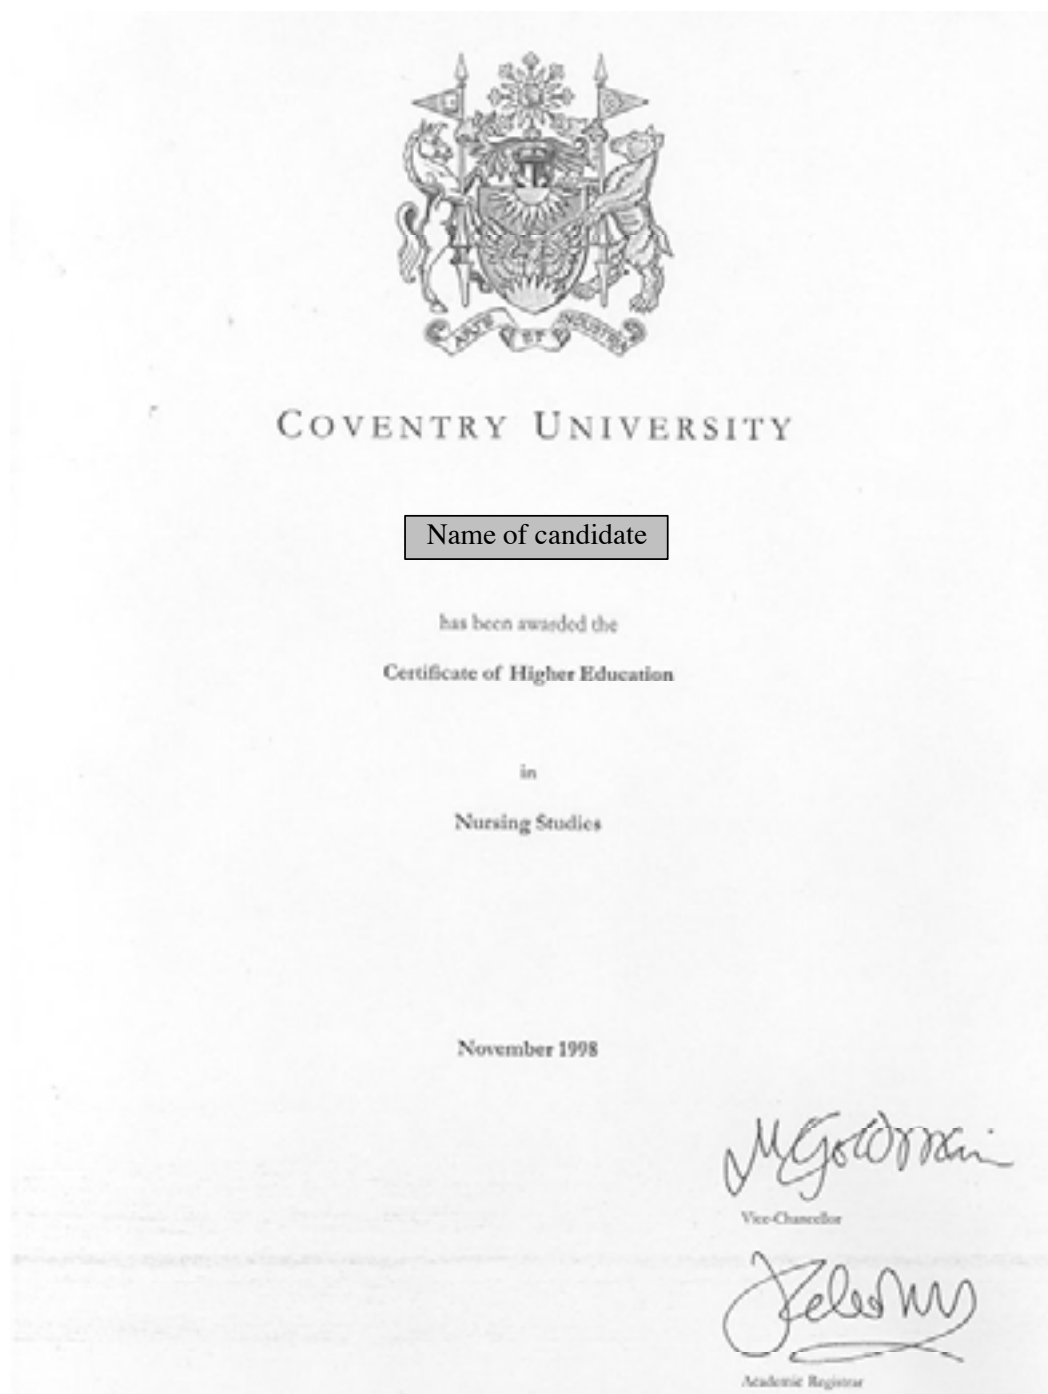 ARTE ET INDUSTRIA
COVENTRY UNIVERSITY
Name of candidate
has been awarded the
Certificate of Higher Education
in
Nursing Studies
November 1998
Vice-Chancellor
Academic Registrar